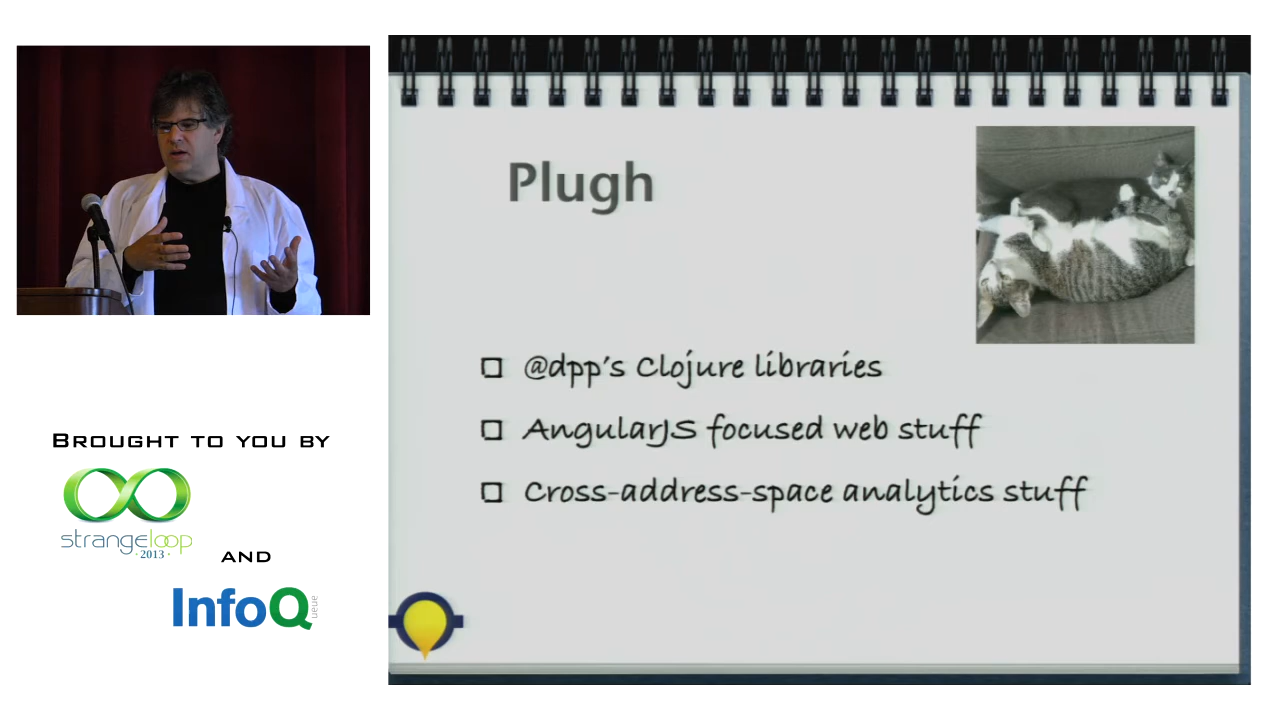 Plugh
@dpp's Clojure libraries
AngularJS focused web stuff
Cross-address-space analytics stuff
BROUGHT TO YOU BY
strangeloop
· 2013 ·
AND
InfoQ
ueue